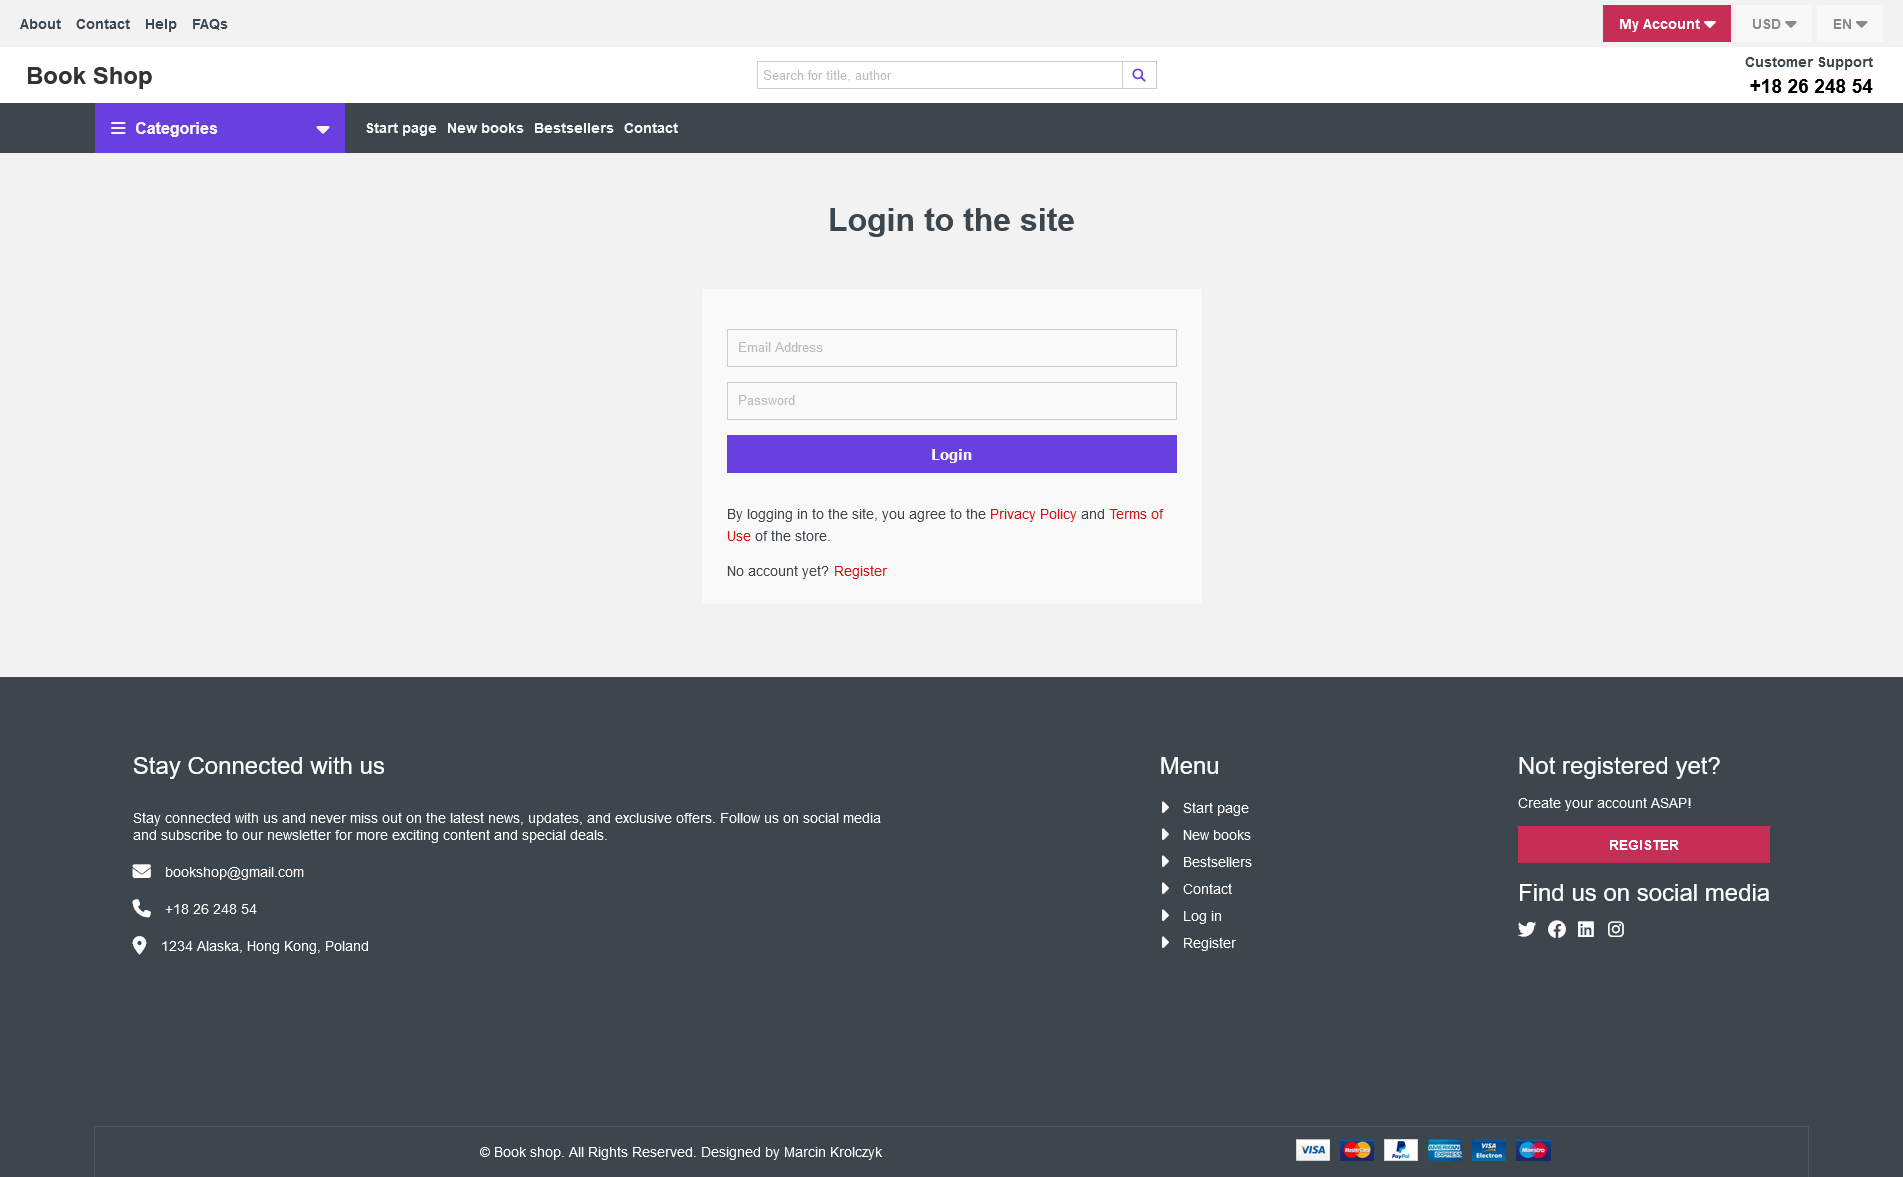 About Contact Help FAQs
My Account USD EN
Book Shop
Search for title, author
Customer Support
+18 26 248 54
Categories
Start page New books Bestsellers Contact
Login to the site
Email Address
Password
Login
By logging in to the site, you agree to the Privacy Policy and Terms of
Use of the store.
No account yet? Register
Stay Connected with us
Stay connected with us and never miss out on the latest news, updates, and exclusive offers. Follow us on social media
and subscribe to our newsletter for more exciting content and special deals.
bookshop@gmail.com
+18 26 248 54
1234 Alaska, Hong Kong, Poland
Menu
Start page
New books
Bestsellers
Contact
Log in
Register
Not registered yet?
Create your account ASAP!
REGISTER
Find us on social media
© Book shop. All Rights Reserved. Designed by Marcin Krolczyk
VISA
MasterCard
PayPal
AMERICAN
EXPRESS
VISA
Electron
Maestro